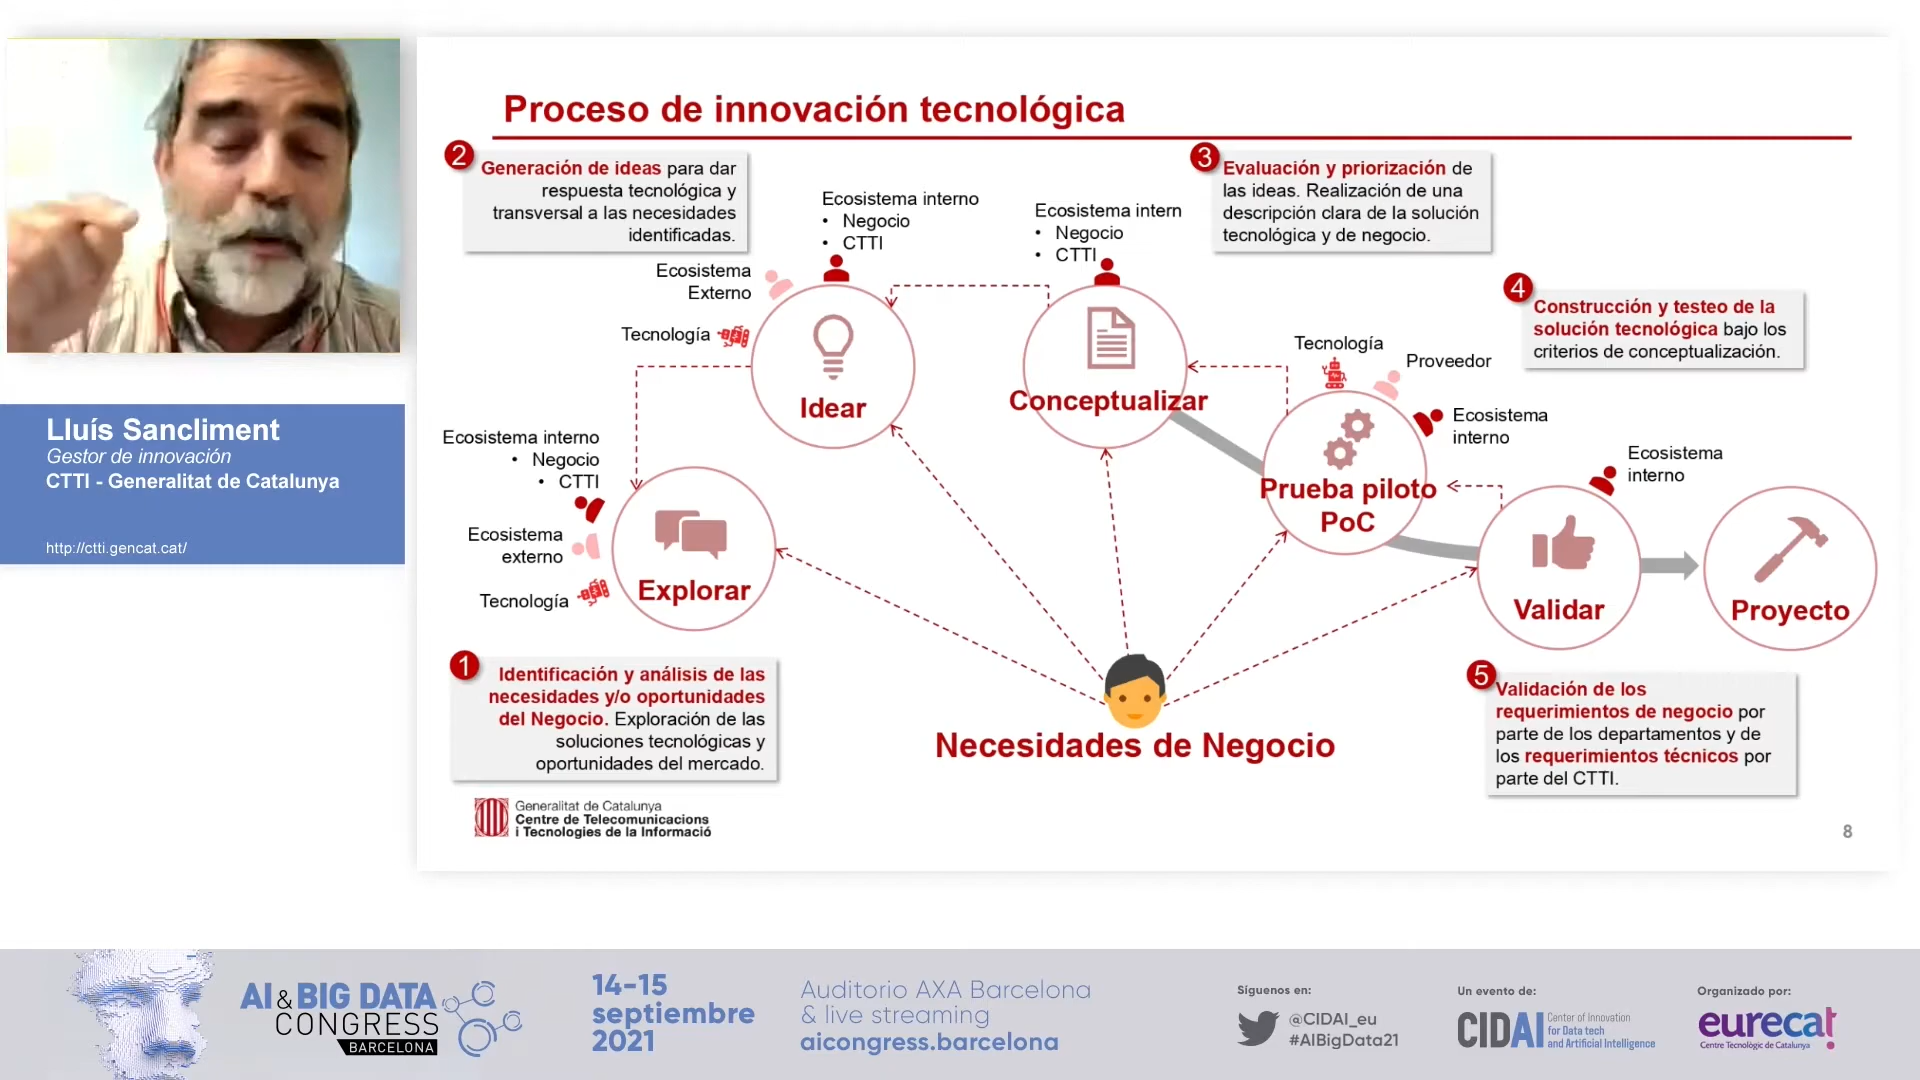 Proceso de innovación tecnológica
2
Generación de ideas para dar
respuesta tecnológica y
transversal a las necesidades
identificadas.
Ecosistema interno
• Negocio
• CTTI
Ecosistema
Externo
Tecnología
Idear
Ecosistema intern
• Negocio
• CTTI
Conceptualizar
3
Evaluación y priorización de
las ideas. Realización de una
descripción clara de la solución
tecnológica y de negocio.
4
Construcción y testeo de la
solución tecnológica bajo los
criterios de conceptualización.
Tecnología
Proveedor
Ecosistema
interno
Prueba piloto
PoC
Ecosistema interno
• Negocio
• CTTI
Ecosistema
externo
Tecnología
Explorar
Ecosistema
interno
Validar
Proyecto
1
Identificación y análisis de las
necesidades y/o oportunidades
del Negocio. Exploración de las
soluciones tecnológicas y
oportunidades del mercado.
Necesidades de Negocio
5
Validación de los
requerimientos de negocio por
parte de los departamentos y de
los requerimientos técnicos por
parte del CTTI.
Generalitat de Catalunya
Centre de Telecomunicacions
i Tecnologies de la Informació
8
Lluís Sancliment
Gestor de innovación
CTTI - Generalitat de Catalunya
http://ctti.gencat.cat/
AI & BIG DATA
CONGRESS
BARCELONA
14-15
septiembre
2021
Auditorio AXA Barcelona
& live streaming
aicongress.barcelona
Síguenos en:
@CIDAI_eu
#AIBigData21
Un evento de:
CIDAI
Center of Innovation
for Data tech
and Artificial Intelligence
Organizado por:
eurecat
Centre Tecnològic de Catalunya